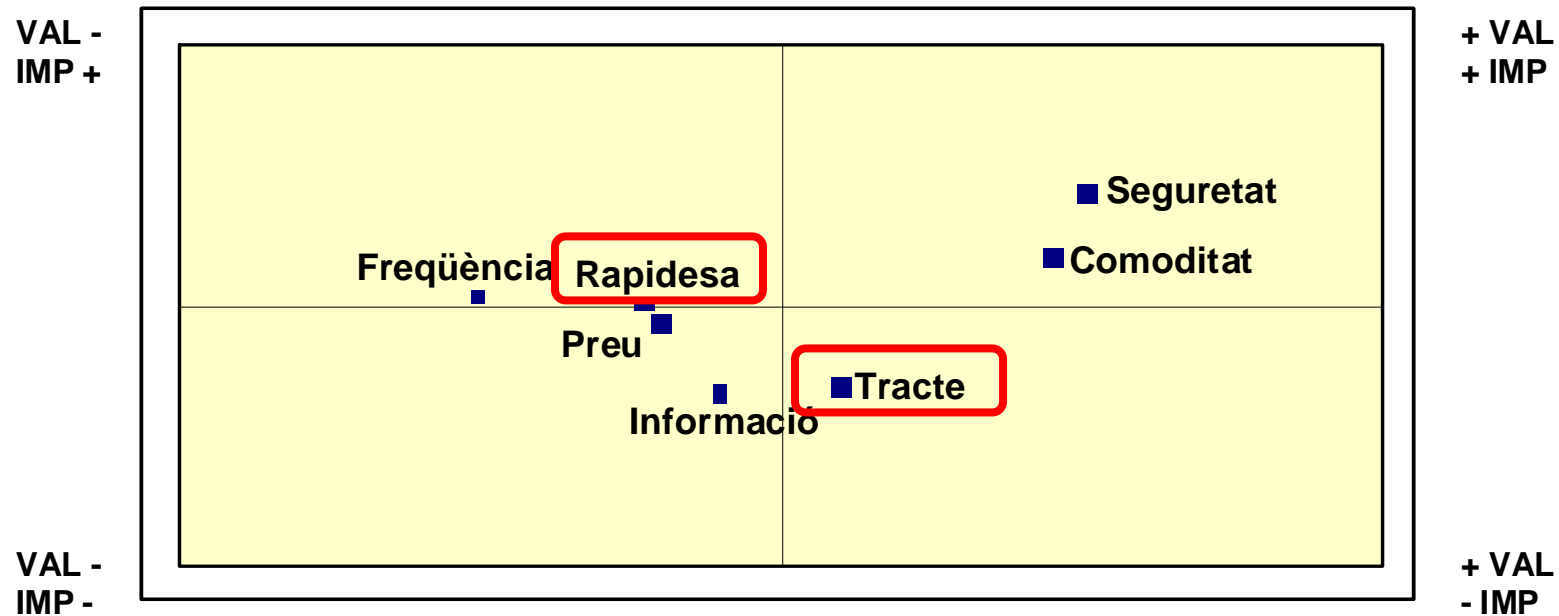 VAL -
IMP +
+ VAL
+ IMP
Seguretat
Comoditat
Freqüència
Rapidesa
Preu
Tracte
Informació
VAL -
IMP -
+ VAL
- IMP